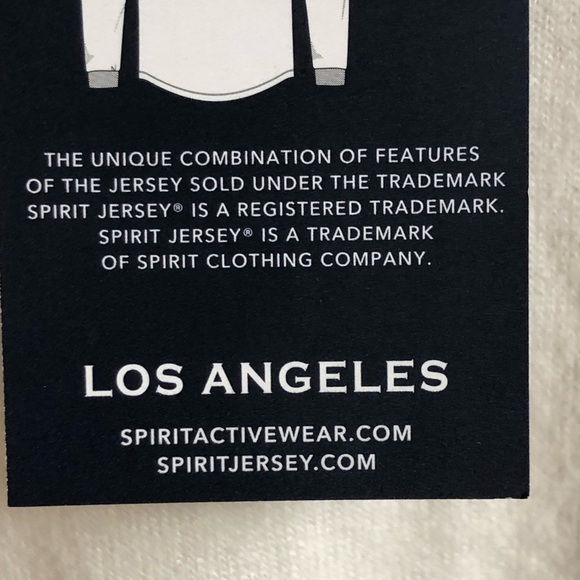 THE UNIQUE COMBINATION OF FEATURES
OF THE JERSEY SOLD UNDER THE TRADEMARK
SPIRIT JERSEY® IS A REGISTERED TRADEMARK.
SPIRIT JERSEY® IS A TRADEMARK
OF SPIRIT CLOTHING COMPANY.
LOS ANGELES
SPIRITACTIVEWEAR.COM
SPIRITJERSEY.COM